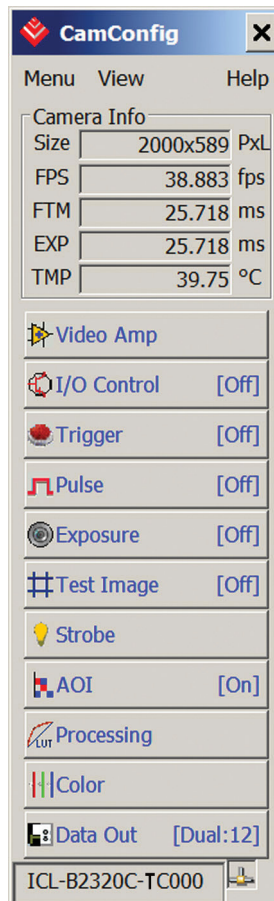 CamConfig
Menu View Help
Camera Info
Size 2000x589 PxL
FPS 38.883 fps
FTM 25.718 ms
EXP 25.718 ms
TMP 39.75 °C
Video Amp
I/O Control [Off]
Trigger [Off]
Pulse [Off]
Exposure [Off]
Test Image [Off]
Strobe
AOI [On]
LUT Processing
Color
Data Out [Dual:12]
ICL-B2320C-TC000